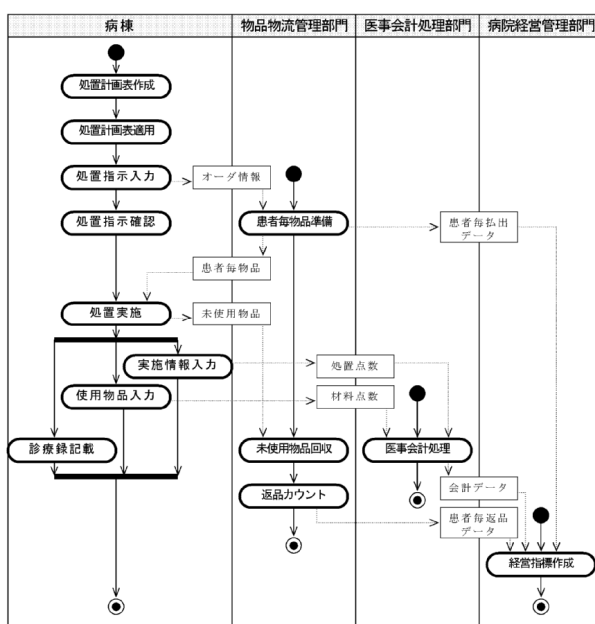 病棟
物品物流管理部門
医事会計処理部門
病院経営管理部門
処置計画表作成
処置計画表適用
処置指示入力
オーダ情報
処置指示確認
患者毎物品準備
患者毎払出
データ
患者毎物品
処置実施
未使用物品
実施情報入力
処置点数
使用物品入力
材料点数
診療録記載
未使用物品回収
医事会計処理
返品カウント
会計データ
患者毎返品
データ
経営指標作成